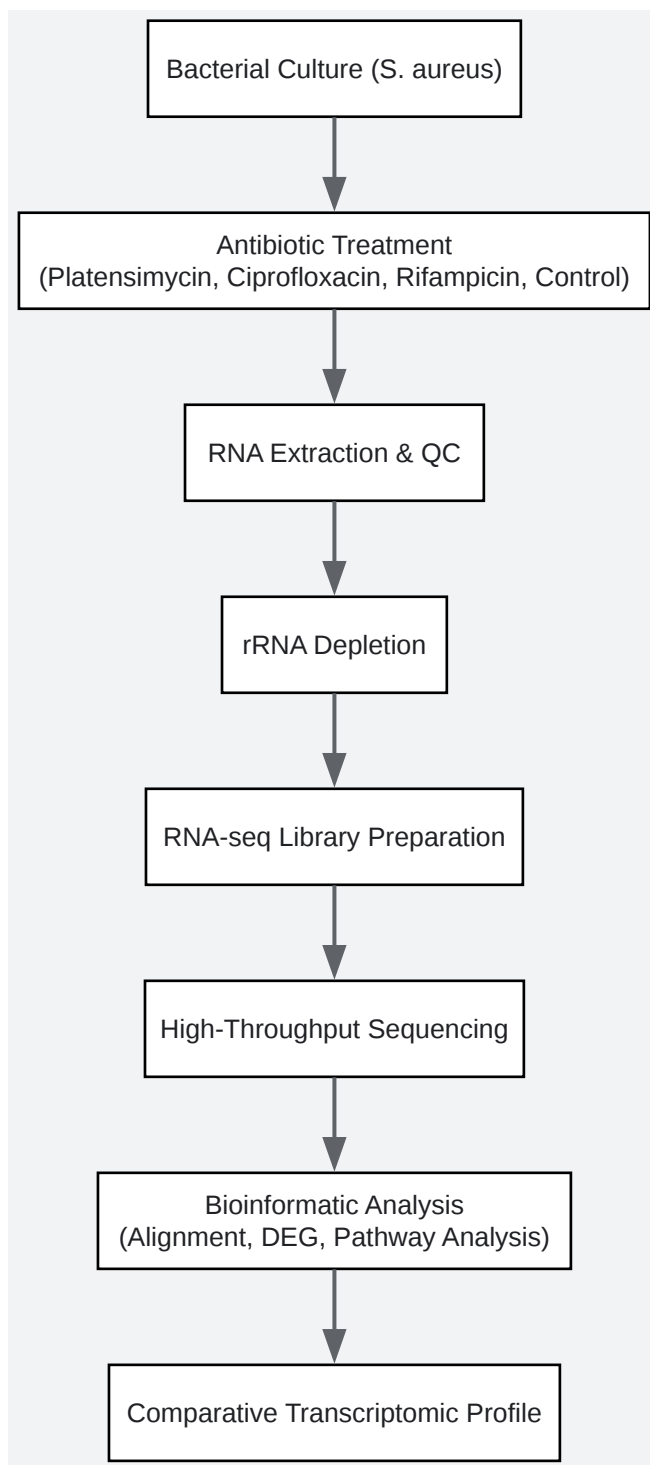 Bacterial Culture (S. aureus)
Antibiotic Treatment
(Platensimycin, Ciprofloxacin, Rifampicin, Control)
RNA Extraction & QC
rRNA Depletion
RNA-seq Library Preparation
High-Throughput Sequencing
Bioinformatic Analysis
(Alignment, DEG, Pathway Analysis)
Comparative Transcriptomic Profile